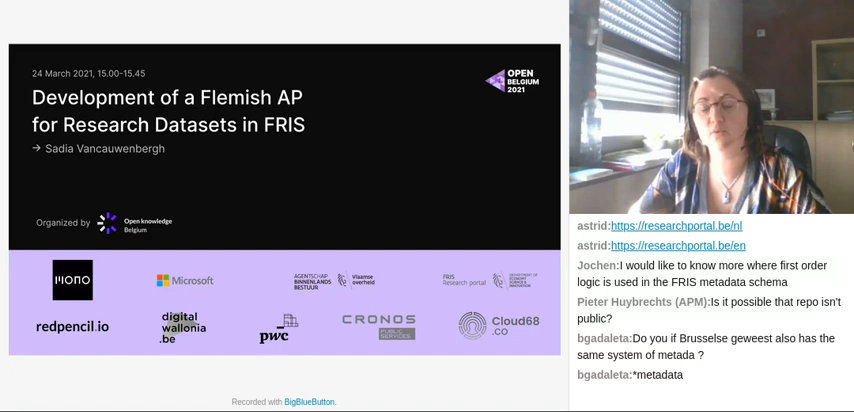 24 March 2021, 15.00-15.45
Development of a Flemish AP
for Research Datasets in FRIS
→ Sadia Vancauwenbergh
OPEN
BELGIUM
2021
Organized by
Open knowledge
Belgium
MONO
Microsoft
AGENTSCHAP
BINNENLANDS
BESTUUR
Vlaamse
overheid
FRIS
Research portal
DEPARTMENT OF
ECONOMY
SCIENCE &
INNOVATION
redpencil.io
digital
wallonia
.be
pwc
CRONOS
PUBLIC
SERVICES
Cloud68
.co
Recorded with BigBlueButton.
astrid:https://researchportal.be/nl
astrid:https://researchportal.be/en
Jochen:I would like to know more where first order
logic is used in the FRIS metadata schema
Pieter Huybrechts (APM):Is it possible that repo isn't
public?
bgadaleta:Do you if Brusselse geweest also has the
same system of metada ?
bgadaleta:*metadata